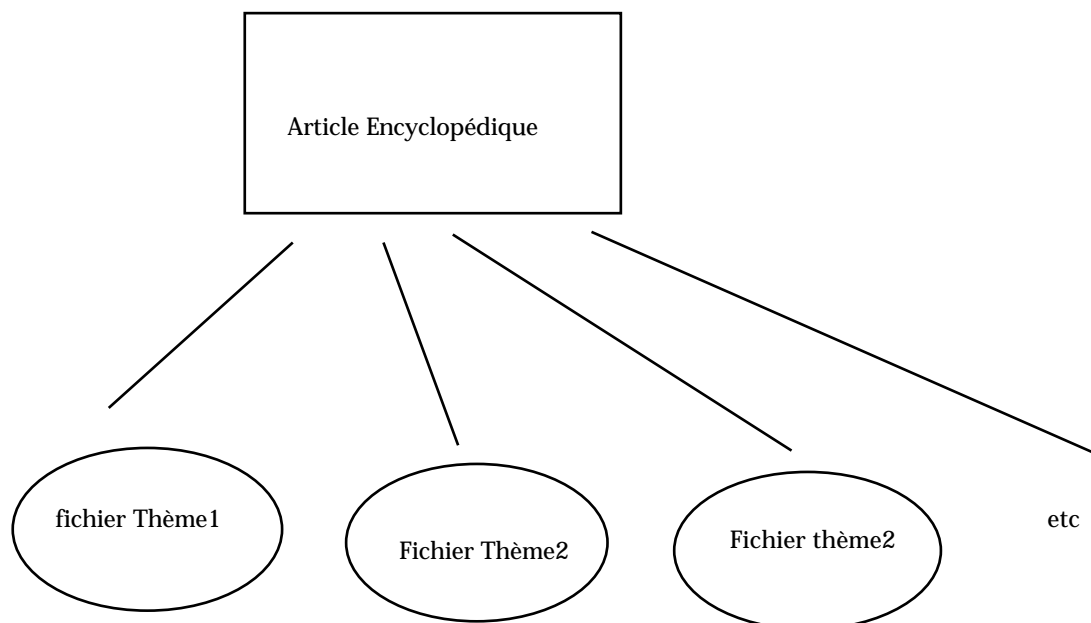 Article Encyclopédique
fichier Thème1
Fichier Thème2
Fichier thème2
etc